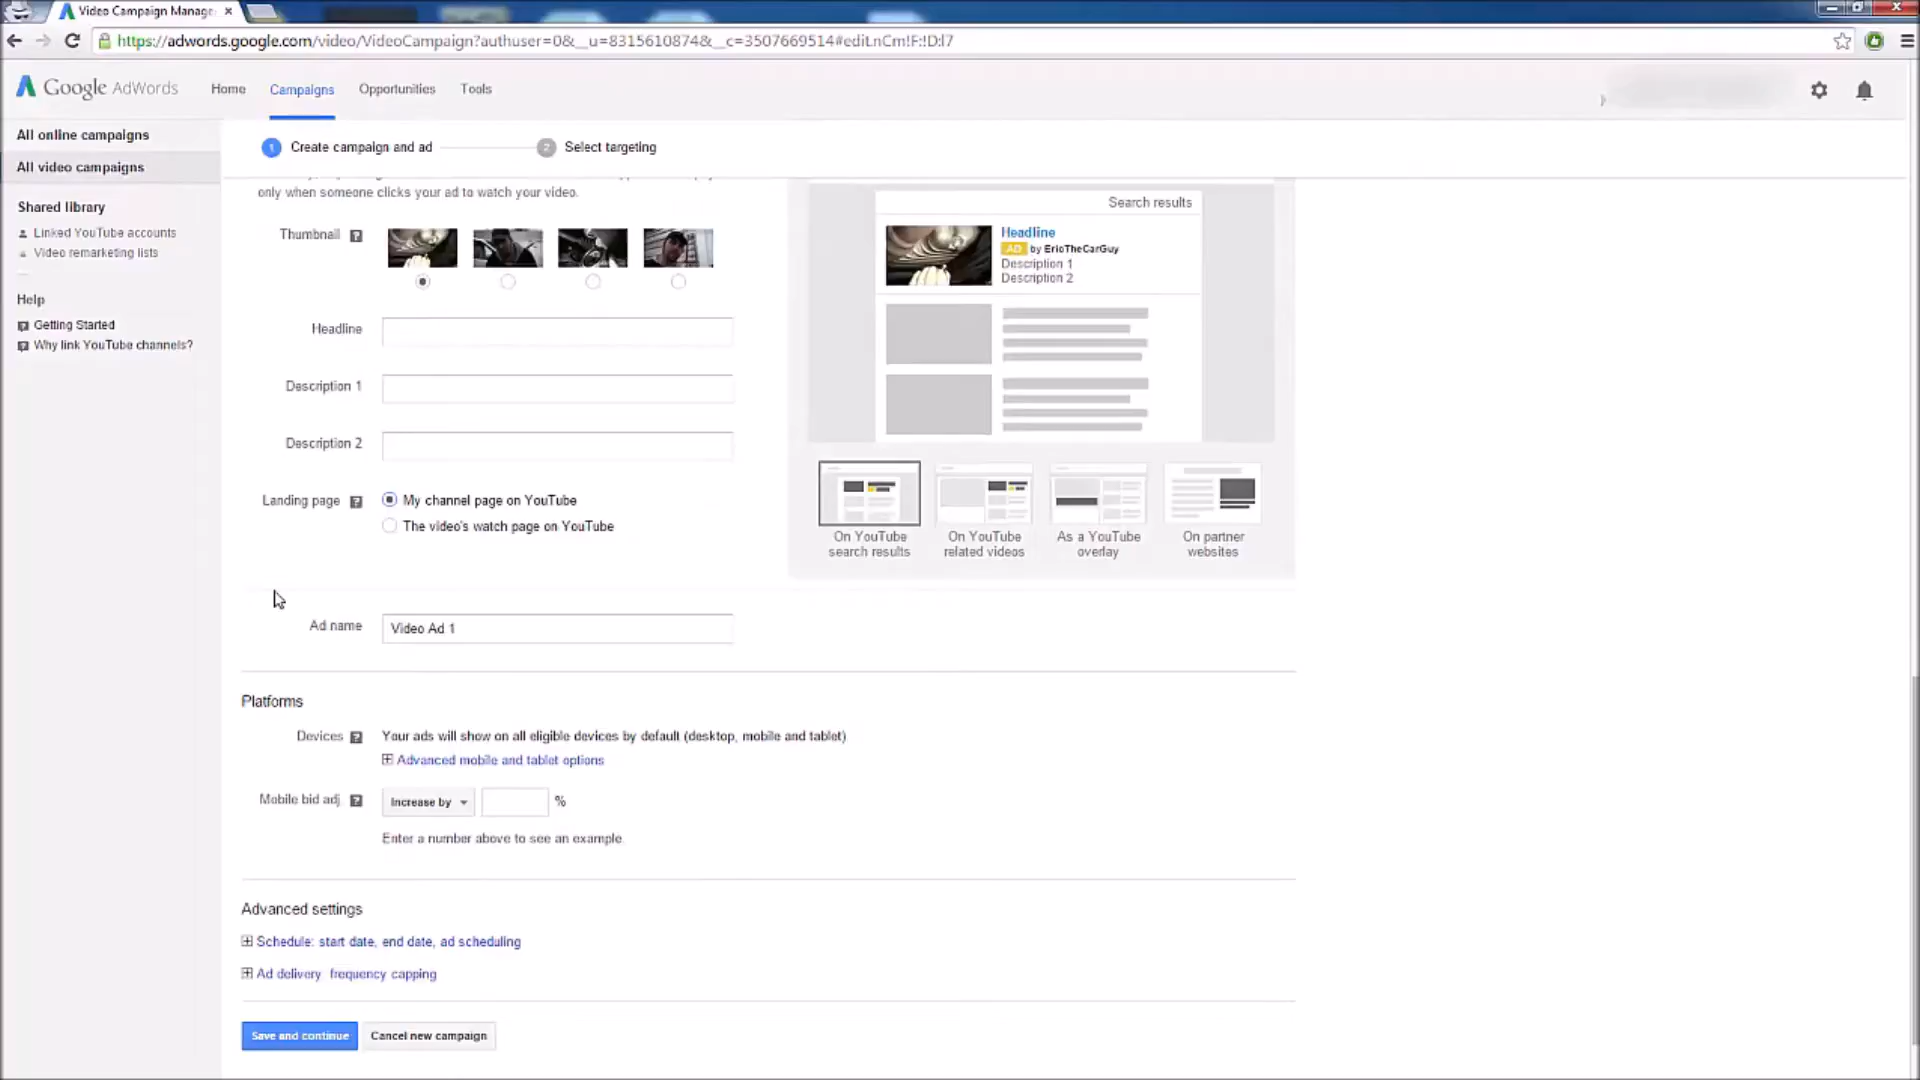 Video Campaign Manage
https://adwords.google.com/video/VideoCampaign?authuser=0&__u=8315610874&__c=3507669514#editnCm!F:!D:l7
Google AdWords
Home
Campaigns
Opportunities
Tools
All online campaigns
All video campaigns
Shared library
Linked YouTube accounts
Video remarketing lists
Help
Getting Started
Why link YouTube channels?
1 Create campaign and ad
2 Select targeting
only when someone clicks your ad to watch your video.
Thumbnail ?
Headline
Description 1
Description 2
Landing page ?
My channel page on YouTube
The video's watch page on YouTube
Search results
Headline
AD by EricTheCarGuy
Description 1
Description 2
On YouTube
search results
On YouTube
related videos
As a YouTube
overlay
On partner
websites
Ad name
Video Ad 1
Platforms
Devices ?
Your ads will show on all eligible devices by default (desktop, mobile and tablet)
Advanced mobile and tablet options
Mobile bid adj ?
Increase by
%
Enter a number above to see an example.
Advanced settings
Schedule: start date, end date, ad scheduling
Ad delivery frequency capping
Save and continue
Cancel new campaign